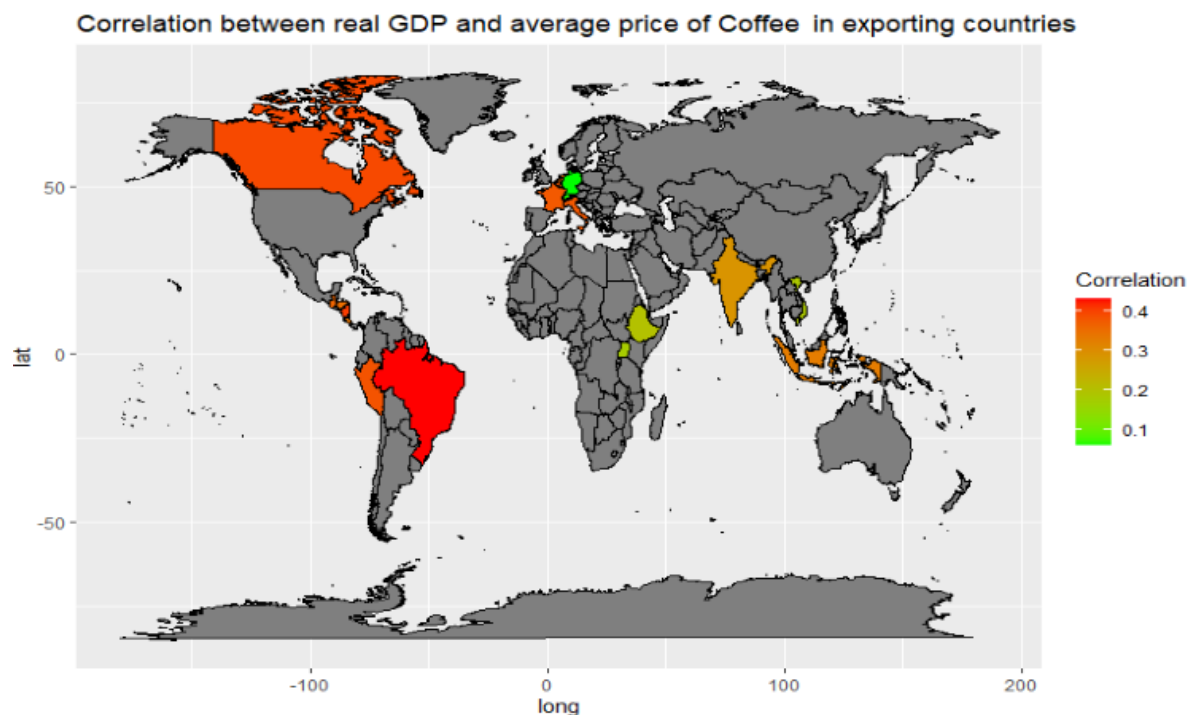 Correlation between real GDP and average price of Coffee in exporting countries
50
0
-50
lat
-100
0
100
200
long
Correlation
0.4
0.3
0.2
0.1